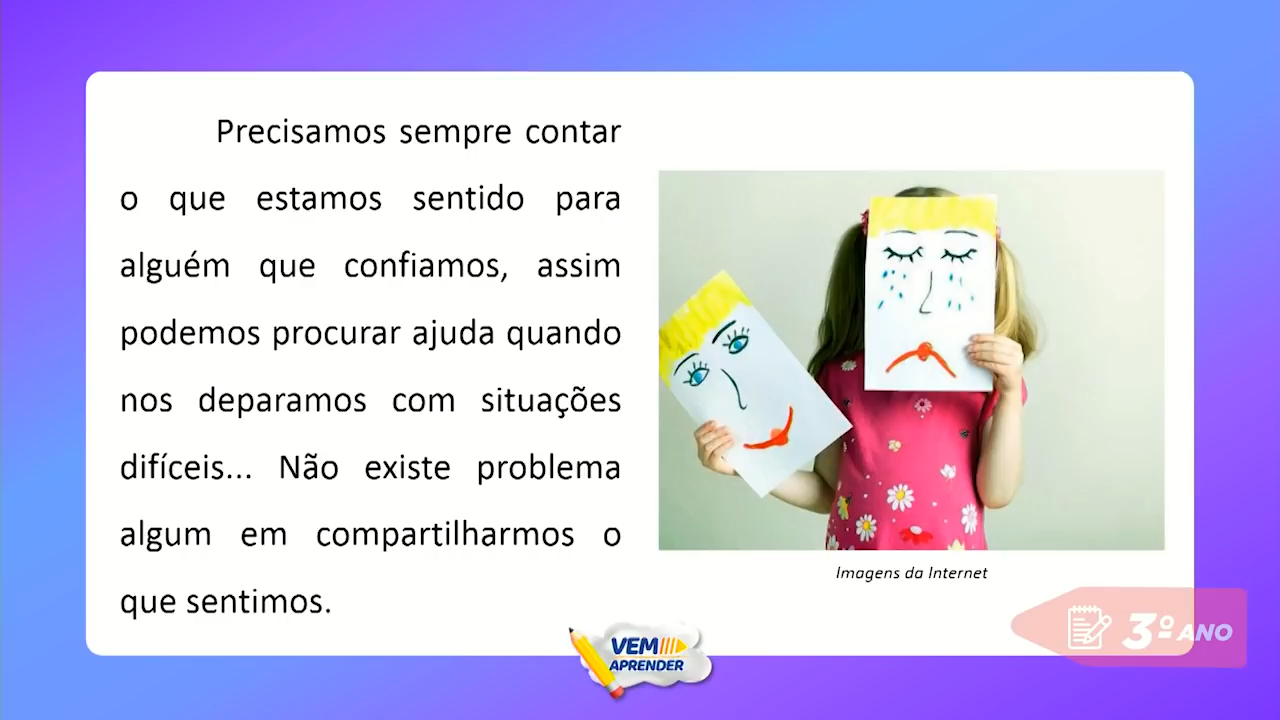 Precisamos sempre contar
o que estamos sentido para
alguém que confiamos, assim
podemos procurar ajuda quando
nos deparamos com situações
difíceis... Não existe problema
algum em compartilharmos o
que sentimos.
Imagens da Internet
3º ANO
VEM
APRENDER